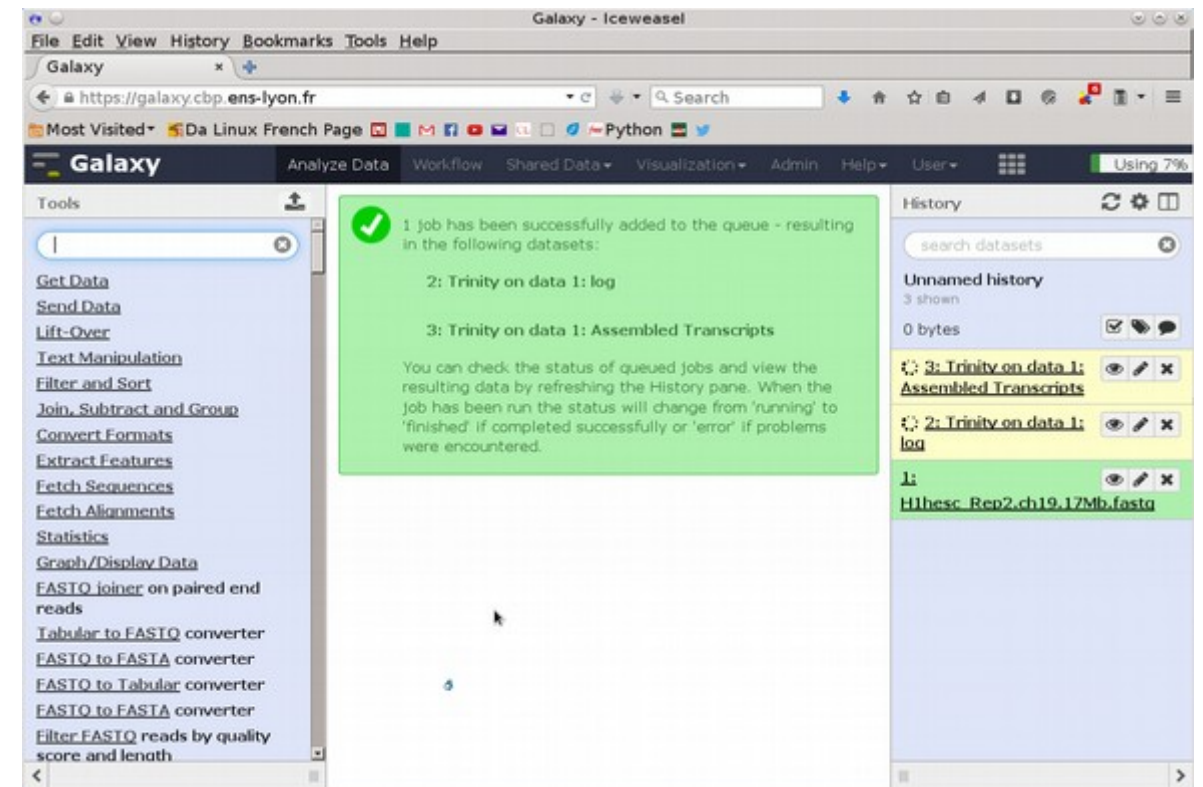 Galaxy - Iceweasel
File Edit View History Bookmarks Tools Help
Galaxy
https://galaxy.cbp.ens-lyon.fr
Search
Most Visited Da Linux French Page Python
Galaxy Analyze Data Workflow Shared Data Visualization Admin Help User Using 7%
Tools
Get Data
Send Data
Lift-Over
Text Manipulation
Filter and Sort
Join, Subtract and Group
Convert Formats
Extract Features
Fetch Sequences
Fetch Alignments
Statistics
Graph/Display Data
FASTQ joiner on paired end
reads
Tabular to FASTQ converter
FASTQ to FASTA converter
FASTQ to Tabular converter
FASTQ to FASTA converter
Filter FASTQ reads by quality
score and length
1 job has been successfully added to the queue - resulting
in the following datasets:
2: Trinity on data 1: log
3: Trinity on data 1: Assembled Transcripts
You can check the status of queued jobs and view the
resulting data by refreshing the History pane. When the
job has been run the status will change from 'running' to
'finished' if completed successfully or 'error' if problems
were encountered.
History
search datasets
Unnamed history
3 shown
0 bytes
3: Trinity on data 1:
Assembled Transcripts
2: Trinity on data 1:
log
1:
H1hesc_Rep2.ch19.17Mb.fastq